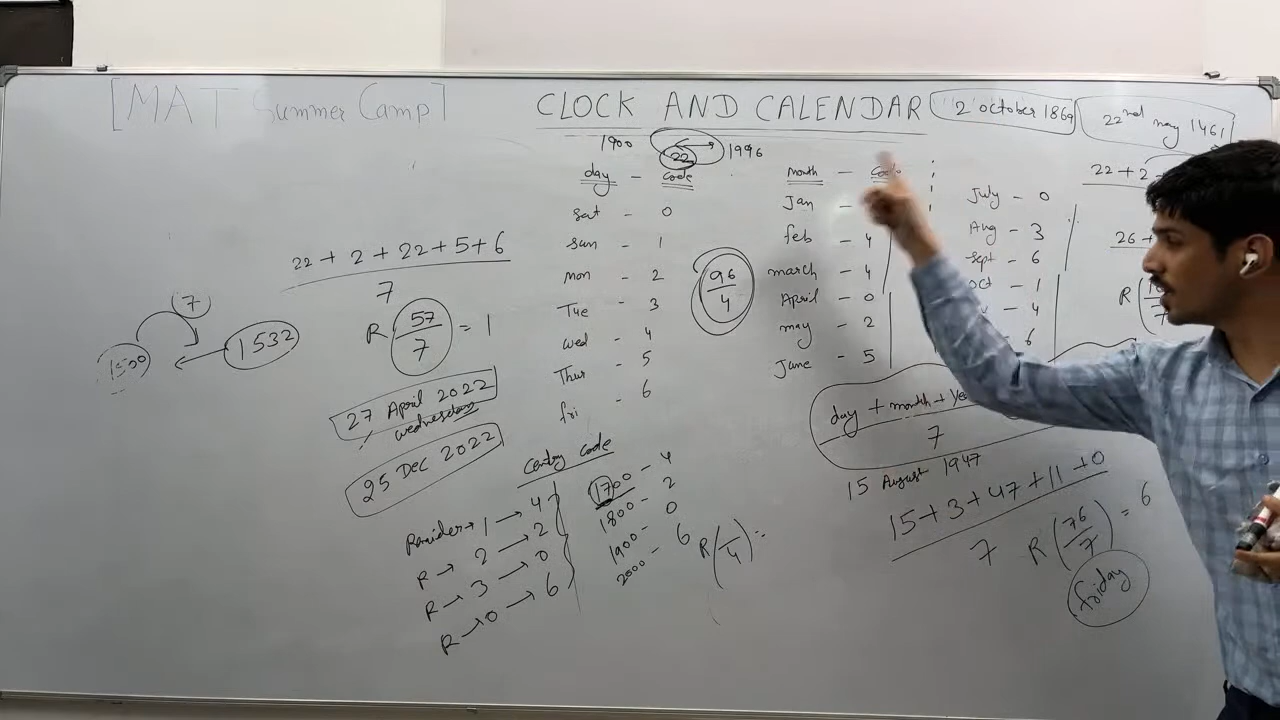 [MAT Summer Camp]
CLOCK AND CALENDAR
2 october 1869
22nd may 1461
1900 22 1996
day - code
sat - 0
sun - 1
mon - 2
Tue - 3
wed - 4
Thur - 5
fri - 6
month - code
Jan -
feb - 4
march - 4
April - 0
may - 2
June - 5
July - 0
Aug - 3
sept - 6
oct - 1
- 4
6
96
4
22 + 2
26 +
R
7
22 + 2 + 22 + 5 + 6
7
R 57/7 = 1
7
1532
27 April 2022
wednesday
25 Dec 2022
century code
R → 2 → 2
R → 3 → 0
R → 0 → 6
1 → 4
1700 - 4
1800 - 2
1900 - 0
2000 - 6
R( /4) =
day + month +
7
15 August 1947
15 + 3 + 47 + 11 + 0
7
R (76/7) = 6
friday